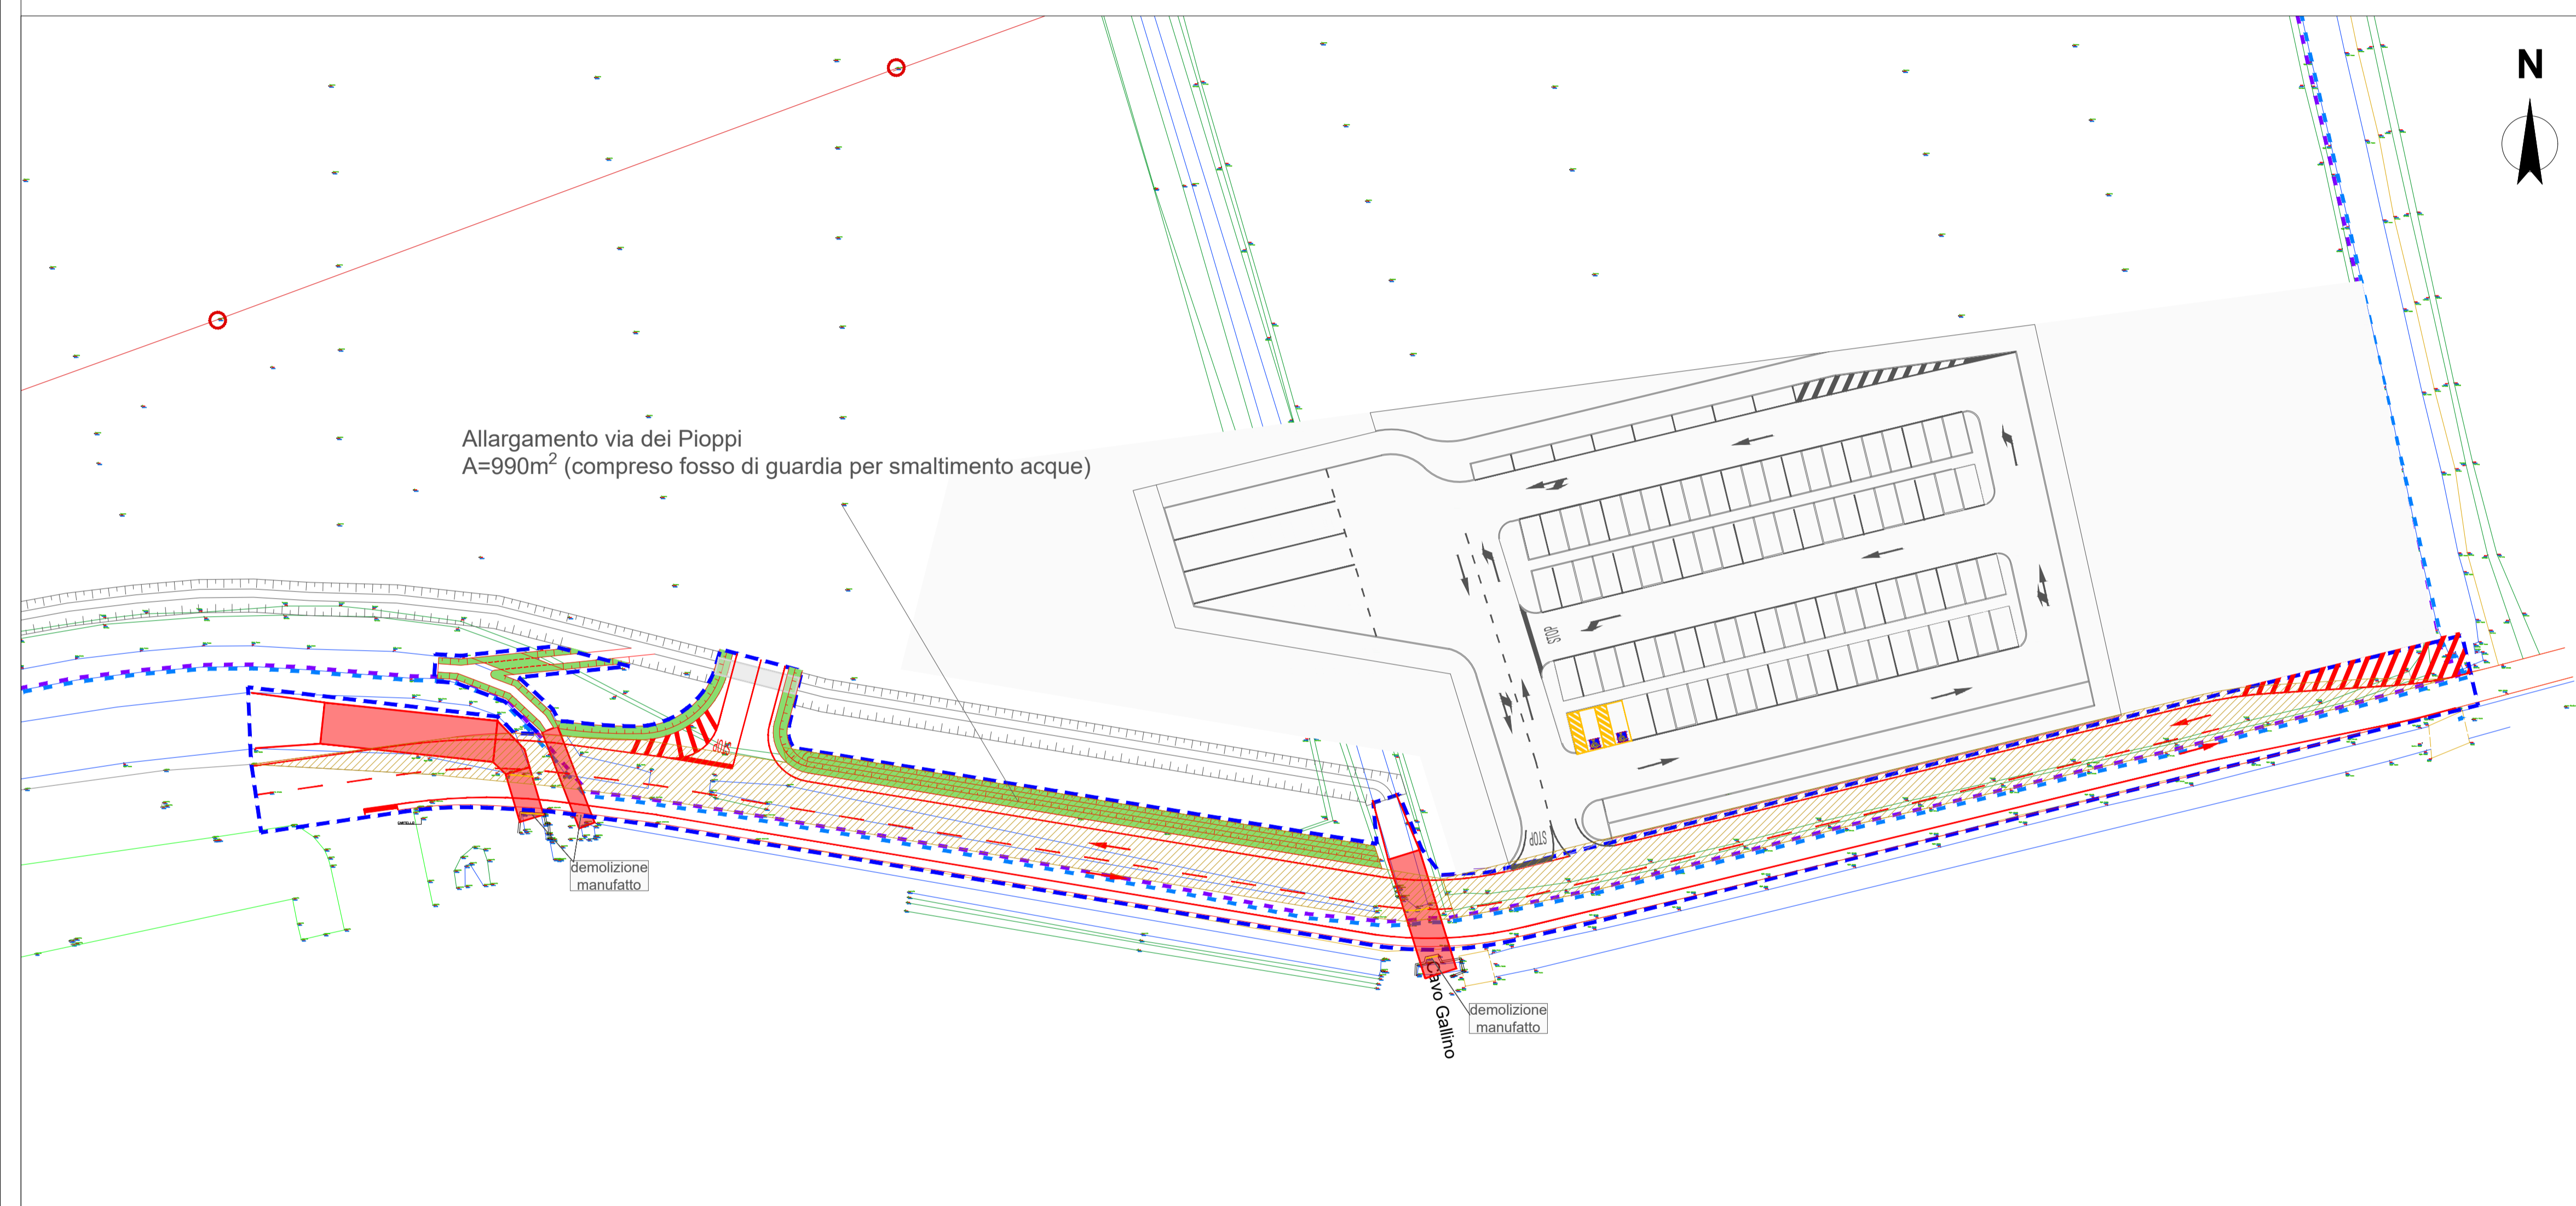 N
Allargamento via dei Pioppi
A=990m² (compreso fosso di guardia per smaltimento acque)
STOP
STOP
STOP
demolizione
manufatto
Cavo Gallino
demolizione
manufatto